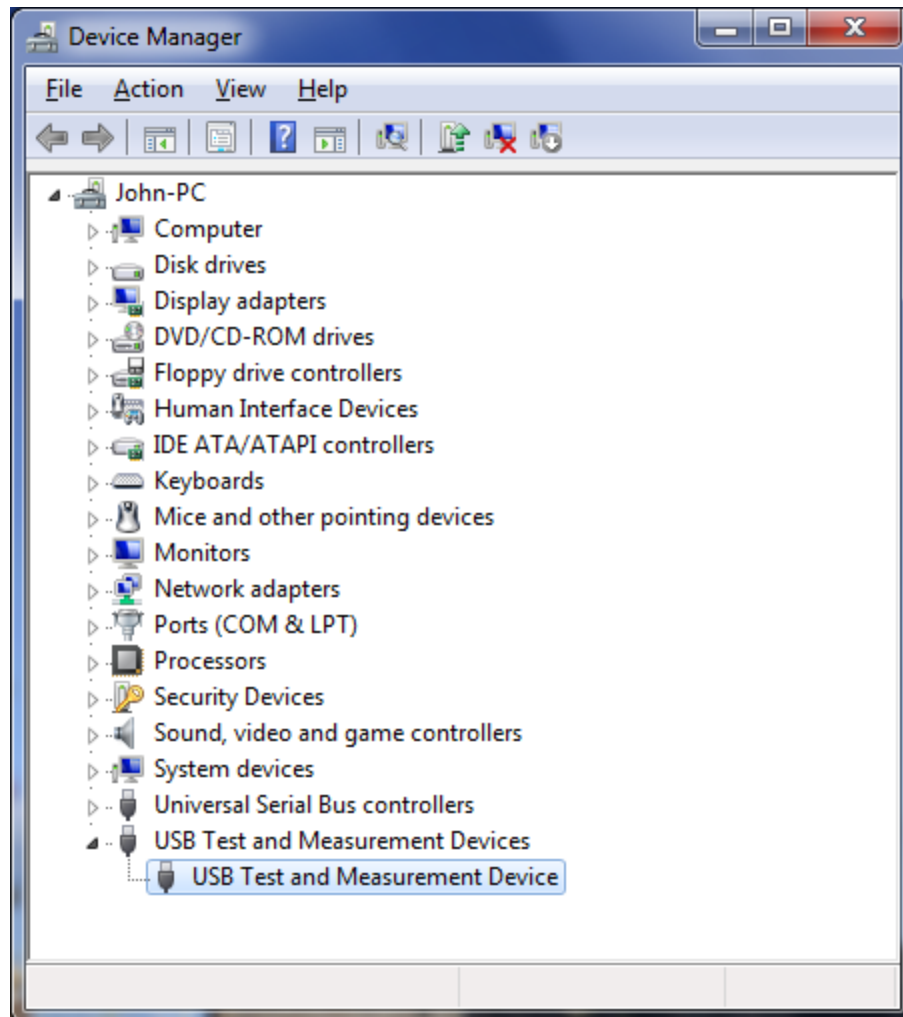 Device Manager
File Action View Help
John-PC
Computer
Disk drives
Display adapters
DVD/CD-ROM drives
Floppy drive controllers
Human Interface Devices
IDE ATA/ATAPI controllers
Keyboards
Mice and other pointing devices
Monitors
Network adapters
Ports (COM & LPT)
Processors
Security Devices
Sound, video and game controllers
System devices
Universal Serial Bus controllers
USB Test and Measurement Devices
USB Test and Measurement Device